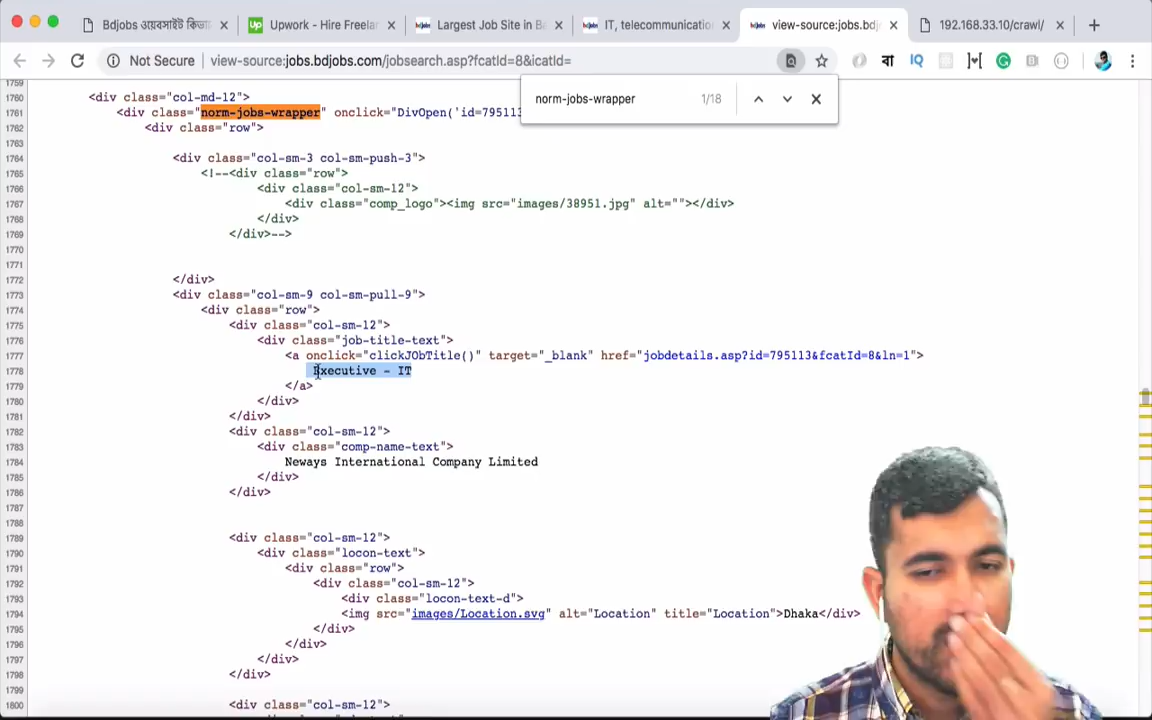 Bdjobs ওয়েবসাইট কিভা
Upwork - Hire Freelan
Largest Job Site in Ba
IT, telecommunication
view-source:jobs.bdjo
192.168.33.10/crawl/
Not Secure
view-source:jobs.bdjobs.com/jobsearch.asp?fcatId=8&icatId=
বাঁ
IQ
norm-jobs-wrapper
1/18
1759
1760 <div class="col-md-12">
1761 <div class="norm-jobs-wrapper" onclick="DivOpen('id=795113
1762 <div class="row">
1763
1764 <div class="col-sm-3 col-sm-push-3">
1765 <!--<div class="row">
1766 <div class="col-sm-12">
1767 <div class="comp_logo"><img src="images/38951.jpg" alt=""></div>
1768 </div>
1769 </div>-->
1770
1771
1772 </div>
1773 <div class="col-sm-9 col-sm-pull-9">
1774 <div class="row">
1775 <div class="col-sm-12">
1776 <div class="job-title-text">
1777 <a onclick="clickJObTitle()" target="_blank" href="jobdetails.asp?id=795113&fcatId=8&ln=1">
1778 Executive - IT
1779 </a>
1780 </div>
1781 </div>
1782 <div class="col-sm-12">
1783 <div class="comp-name-text">
1784 Neways International Company Limited
1785 </div>
1786 </div>
1787
1788
1789 <div class="col-sm-12">
1790 <div class="locon-text">
1791 <div class="row">
1792 <div class="col-sm-12">
1793 <div class="locon-text-d">
1794 <img src="images/Location.svg" alt="Location" title="Location">Dhaka</div>
1795 </div>
1796 </div>
1797 </div>
1798 </div>
1799
1800 <div class="col-sm-12">